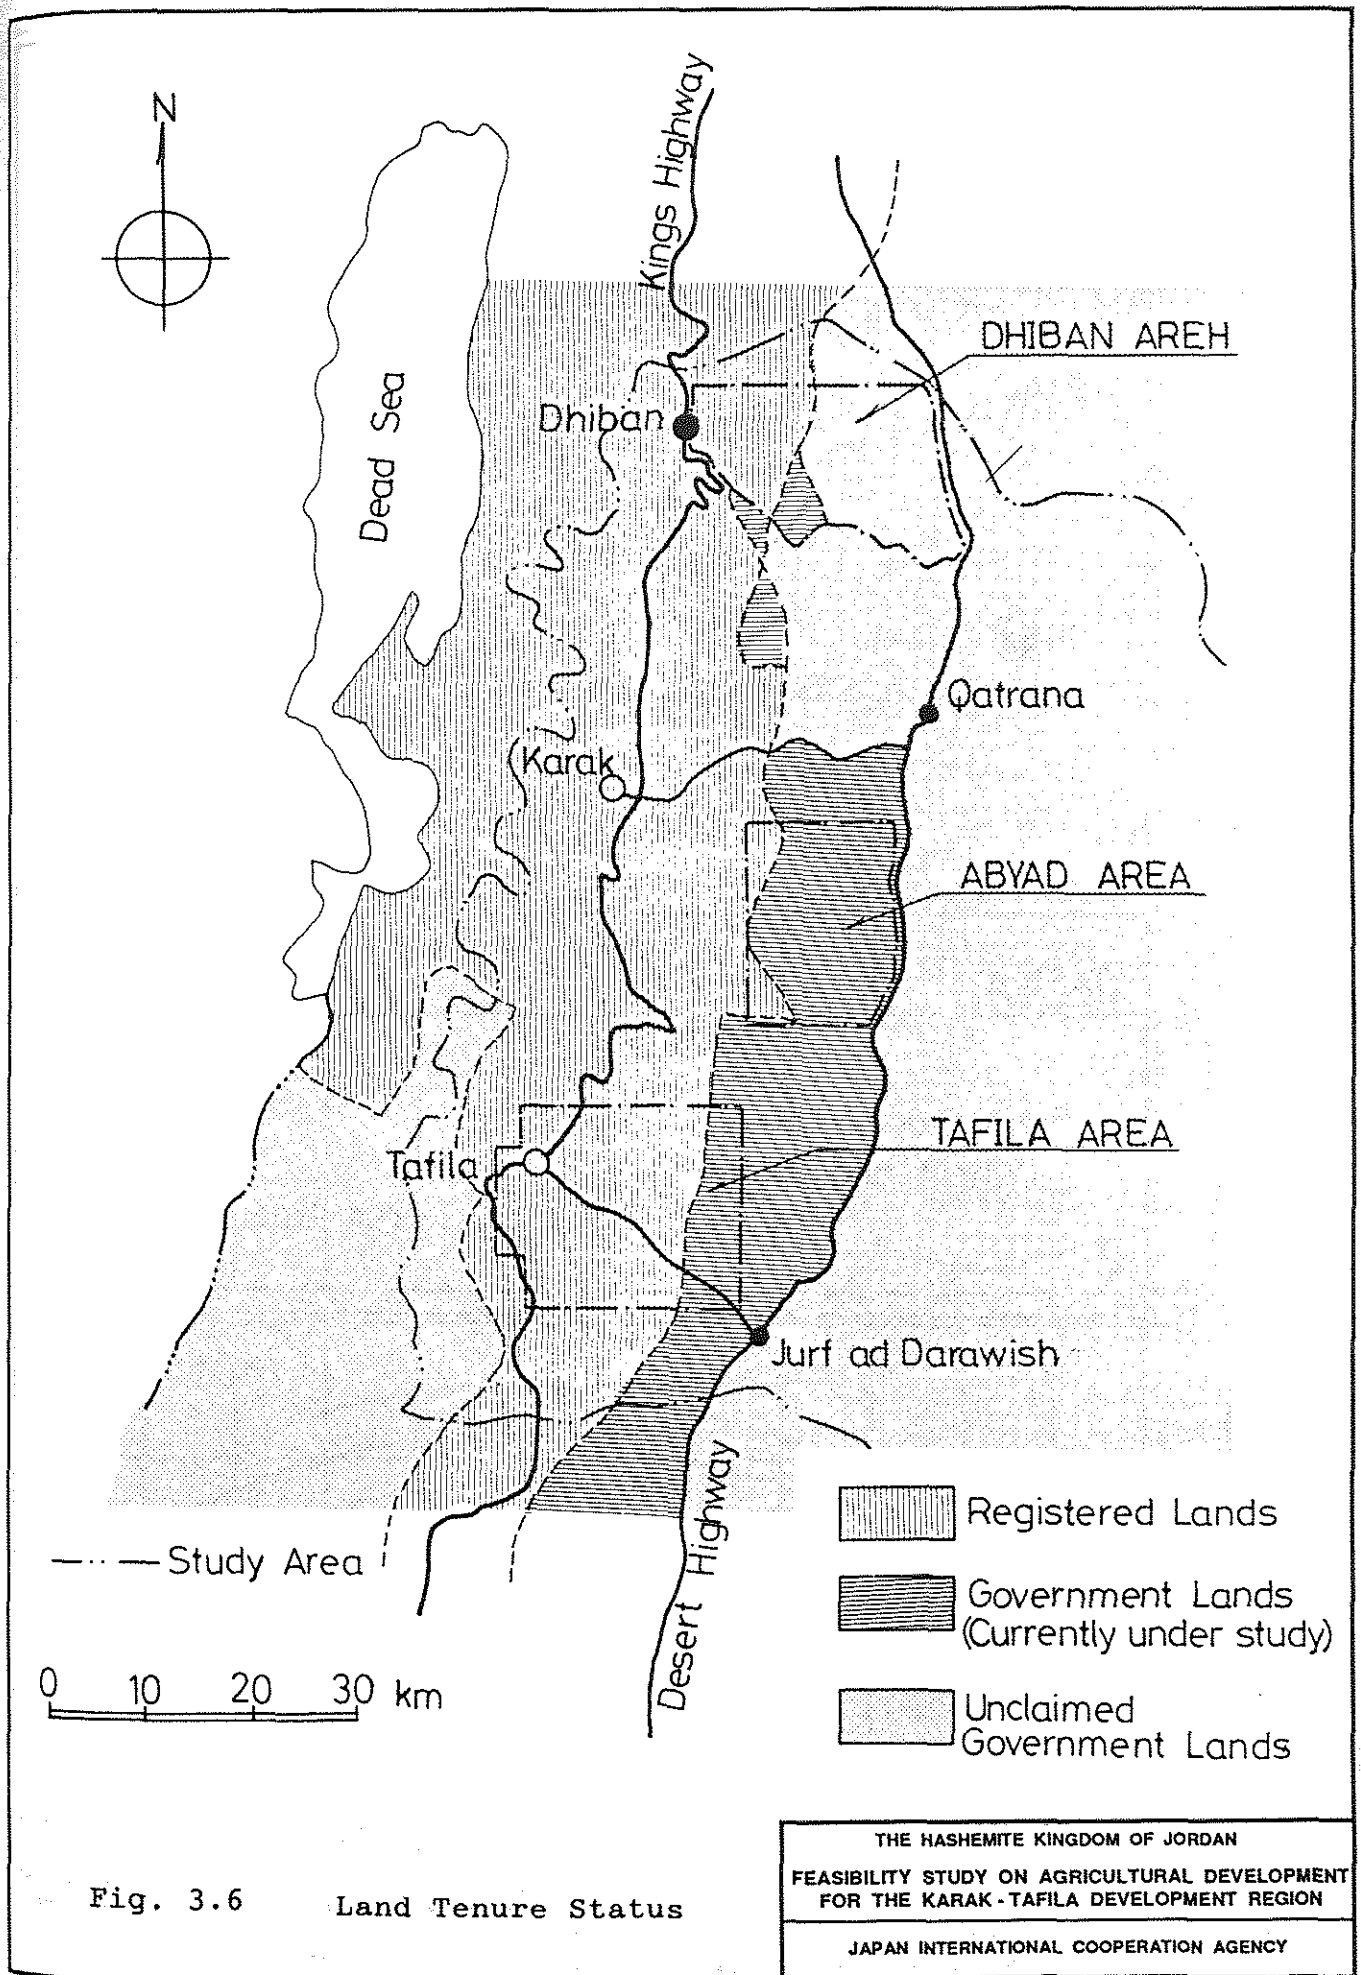 N
Kings Highway
DHIBAN AREH
Dhiban
Dead Sea
Qatrana
Karak
ABYAD AREA
TAFILA AREA
Tafila
Jurf ad Darawish
Desert Highway
Registered Lands
Study Area
Government Lands
(Currently under study)
0 10 20 30 km
Unclaimed
Government Lands
THE HASHEMITE KINGDOM OF JORDAN
FEASIBILITY STUDY ON AGRICULTURAL DEVELOPMENT
FOR THE KARAK - TAFILA DEVELOPMENT REGION
Fig. 3.6 Land Tenure Status
JAPAN INTERNATIONAL COOPERATION AGENCY